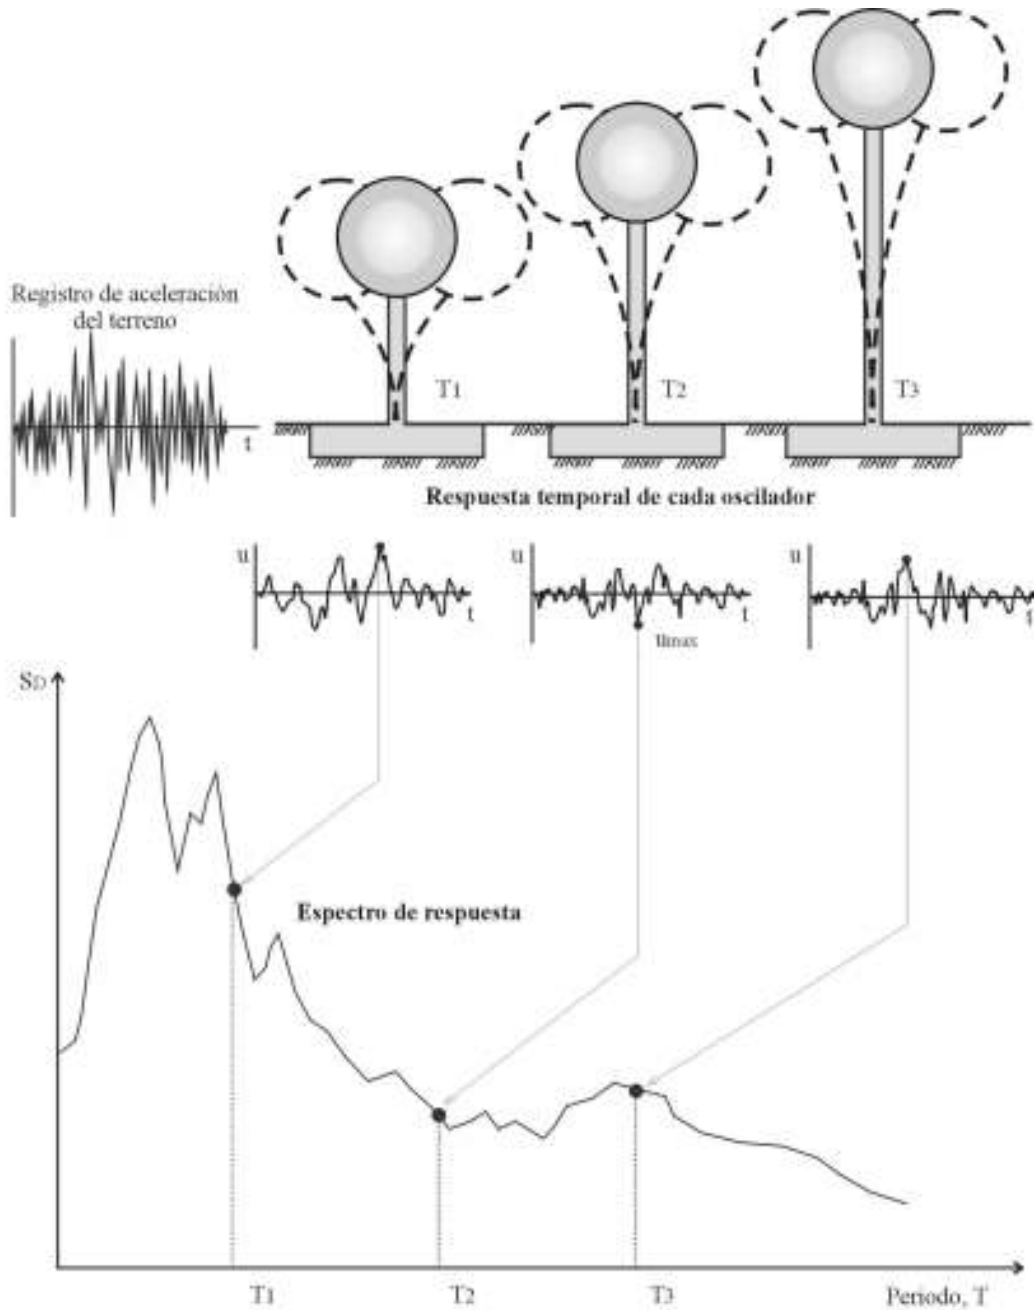 Registro de aceleración
del terreno
t
T1
T2
T3
Respuesta temporal de cada oscilador
u
t
u
umax
t
u
t
SD
Espectro de respuesta
T1
T2
T3
Periodo, T